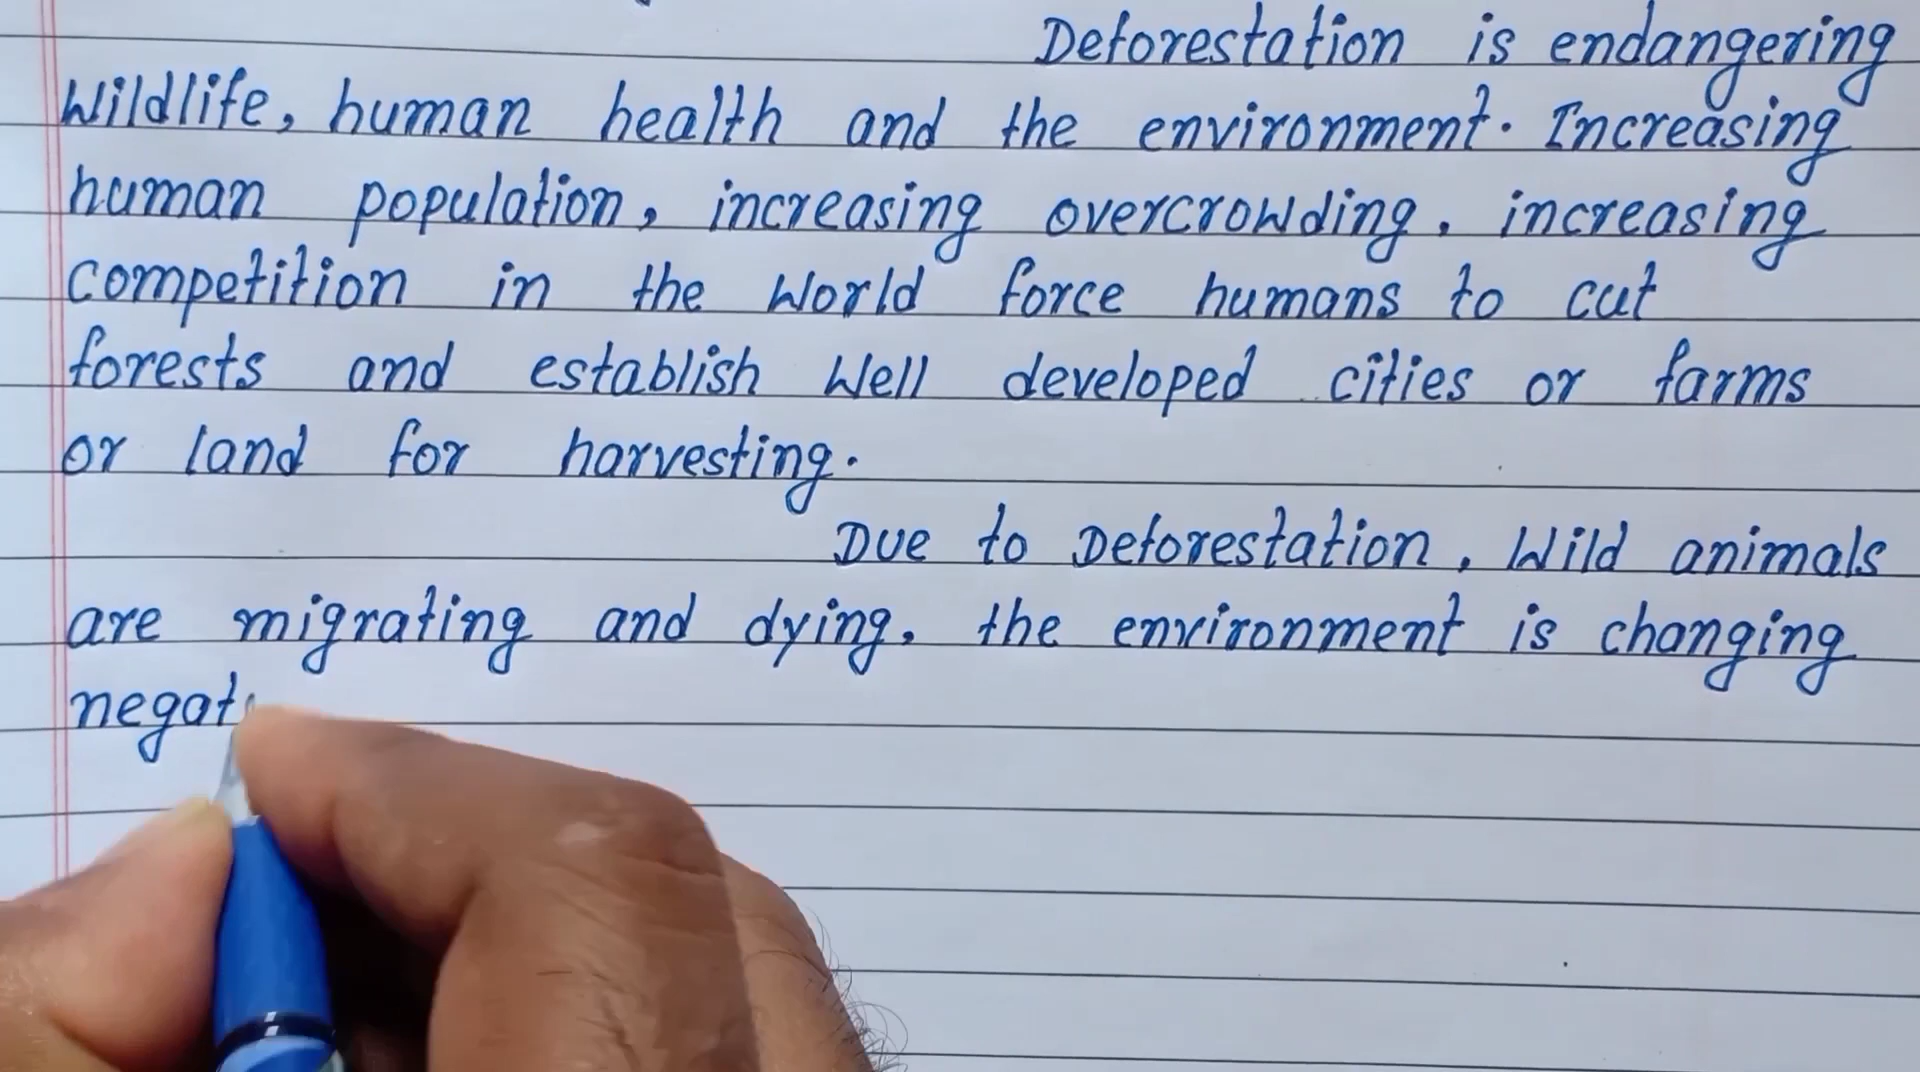 Deforestation is endangering
wildlife, human health and the environment. Increasing
human population, increasing overcrowding, increasing
competition in the world force humans to cut
forests and establish well developed cities or farms
or land for harvesting.
Due to Deforestation, wild animals
are migrating and dying, the environment is changing
negati